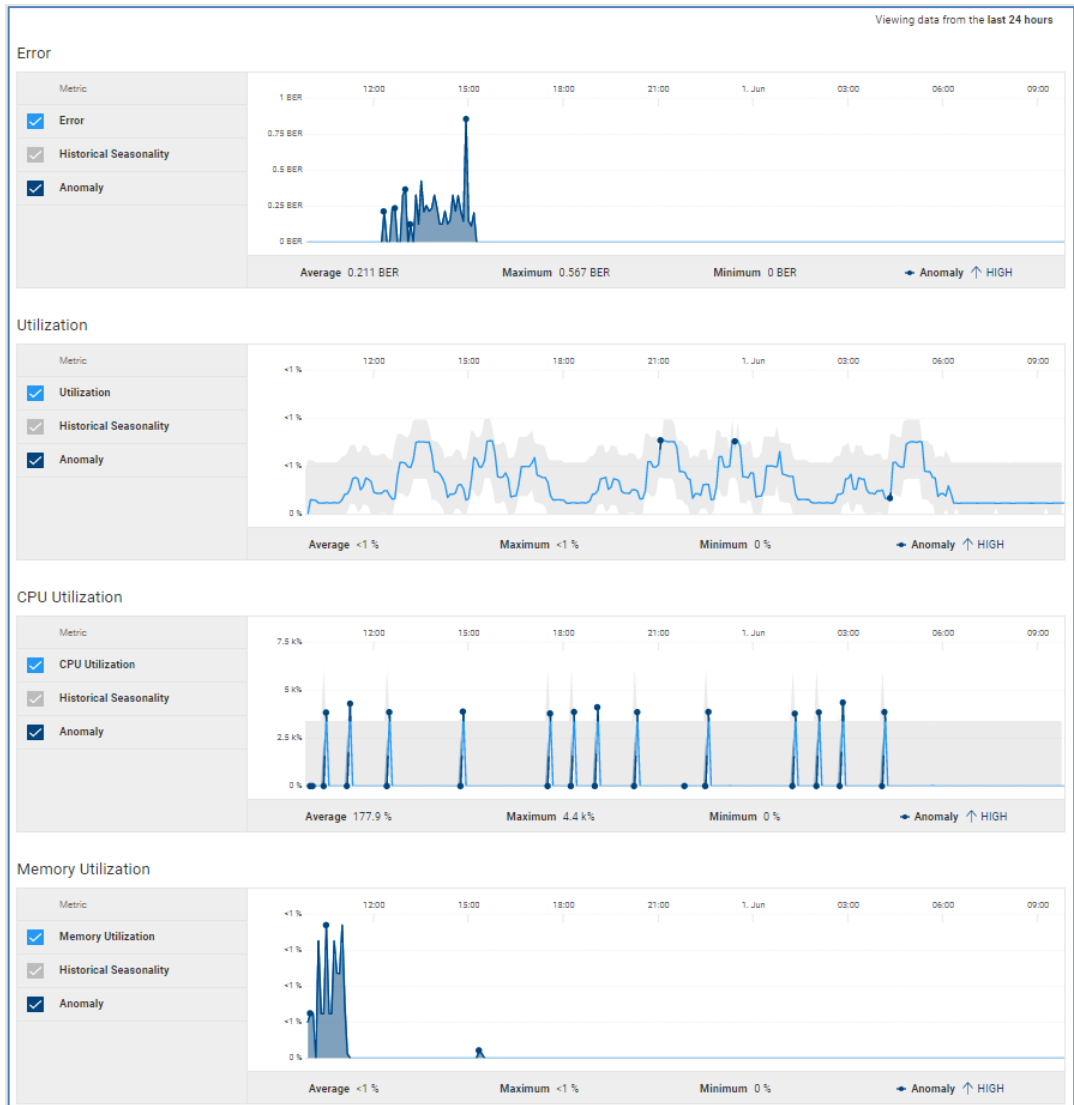 Viewing data from the last 24 hours
Error
Metric
Error
Historical Seasonality
Anomaly
12:00 15:00 18:00 21:00 1. Jun 03:00 06:00 09:00
1 BER
0.75 BER
0.5 BER
0.25 BER
0 BER
Average 0.211 BER Maximum 0.567 BER Minimum 0 BER Anomaly ↑ HIGH
Utilization
Metric
Utilization
Historical Seasonality
Anomaly
12:00 15:00 18:00 21:00 1. Jun 03:00 06:00 09:00
<1 %
<1 %
<1 %
0 %
Average <1 % Maximum <1 % Minimum 0 % Anomaly ↑ HIGH
CPU Utilization
Metric
CPU Utilization
Historical Seasonality
Anomaly
12:00 15:00 18:00 21:00 1. Jun 03:00 06:00 09:00
7.5 k%
5 k%
2.5 k%
0 %
Average 177.9 % Maximum 4.4 k% Minimum 0 % Anomaly ↑ HIGH
Memory Utilization
Metric
Memory Utilization
Historical Seasonality
Anomaly
12:00 15:00 18:00 21:00 1. Jun 03:00 06:00 09:00
<1 %
<1 %
<1 %
<1 %
0 %
Average <1 % Maximum <1 % Minimum 0 % Anomaly ↑ HIGH